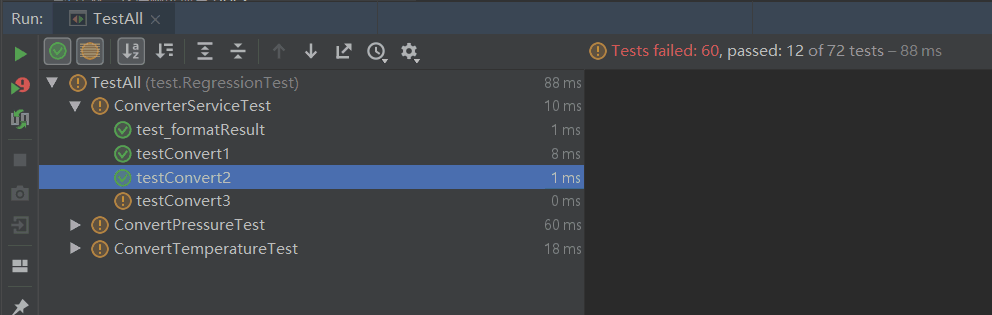 Run: TestAll
Tests failed: 60, passed: 12 of 72 tests – 88 ms
TestAll (test.RegressionTest) 88 ms
ConverterServiceTest 10 ms
test_formatResult 1 ms
testConvert1 8 ms
testConvert2 1 ms
testConvert3 0 ms
ConvertPressureTest 60 ms
ConvertTemperatureTest 18 ms